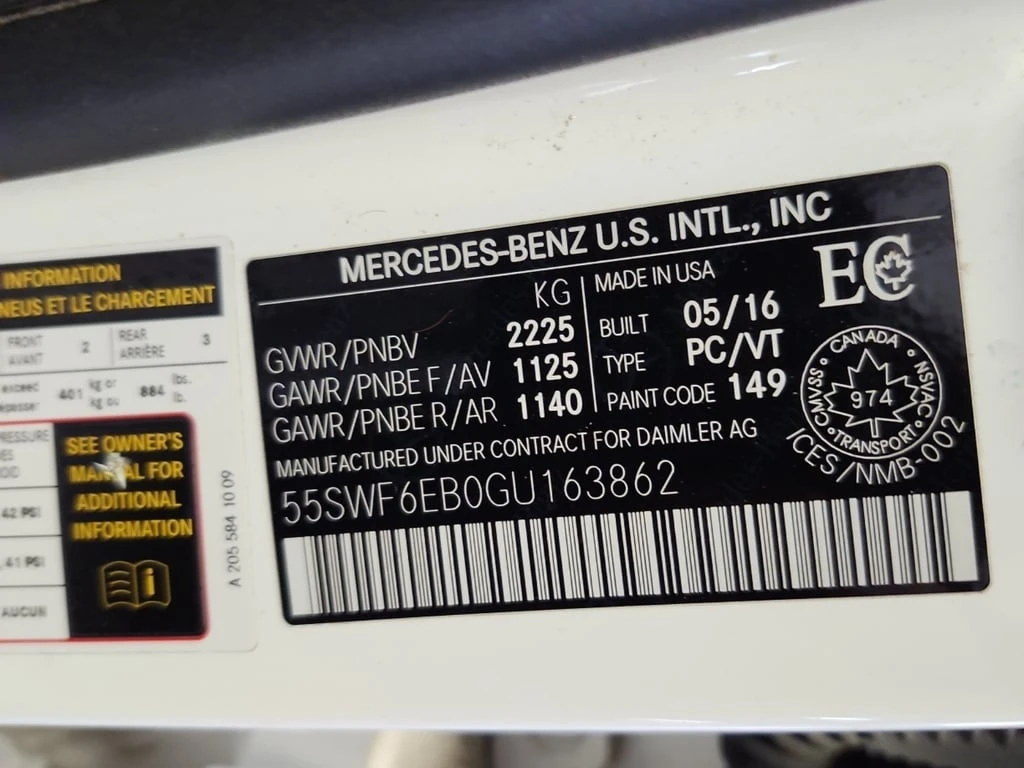 INFORMATION
NEUS ET LE CHARGEMENT
FRONT
AVANT
2
REAR
ARRIÈRE
3
exceed
401
kg or
kg ou
884
lbs.
lb.
42 PSI
41 PSI
AUCUN
SEE OWNER'S
MANUAL FOR
ADDITIONAL
INFORMATION
A 205 584 10 09
MERCEDES-BENZ U.S. INTL., INC
KG
GVWR/PNBV 2225
GAWR/PNBE F/AV 1125
GAWR/PNBE R/AR 1140
MADE IN USA
BUILT 05/16
TYPE PC/VT
PAINT CODE 149
MANUFACTURED UNDER CONTRACT FOR DAIMLER AG
55SWF6EB0GU163862
EC
CANADA
NSVAC
TRANSPORT
CMVSS
974
ICES/NMB-002